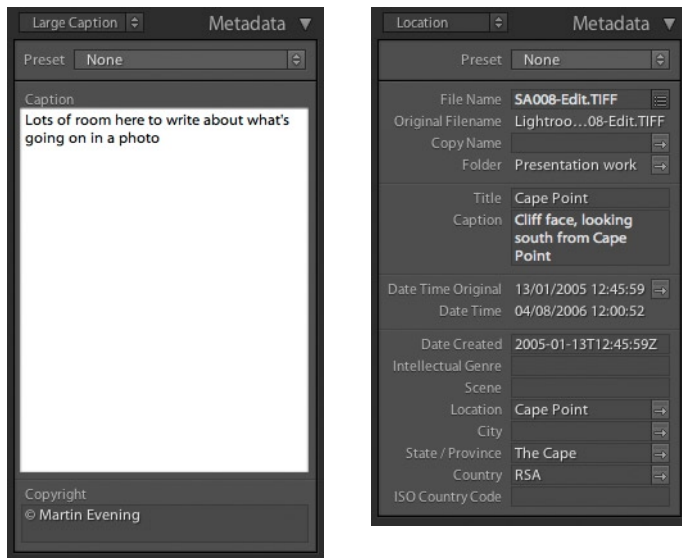 Large Caption
Metadata
Preset None
Caption
Lots of room here to write about what's
going on in a photo
Copyright
© Martin Evening
Location
Metadata
Preset None
File Name SA008-Edit.TIFF
Original Filename Lightroo...08-Edit.TIFF
Copy Name
Folder Presentation work
Title Cape Point
Caption Cliff face, looking
south from Cape
Point
Date Time Original 13/01/2005 12:45:59
Date Time 04/08/2006 12:00:52
Date Created 2005-01-13T12:45:59Z
Intellectual Genre
Scene
Location Cape Point
City
State / Province The Cape
Country RSA
ISO Country Code